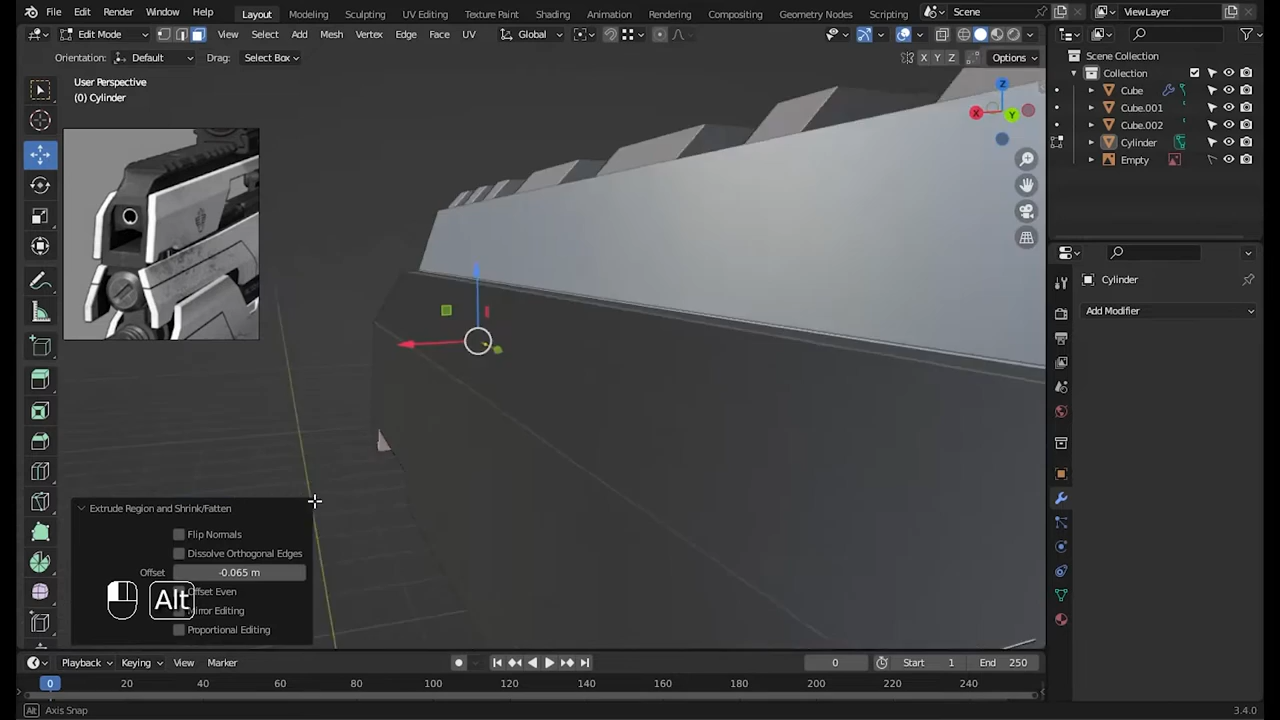 File Edit Render Window Help Layout Modeling Sculpting UV Editing Texture Paint Shading Animation Rendering Compositing Geometry Nodes Scripting Scene ViewLayer
Edit Mode View Select Add Mesh Vertex Edge Face UV Global
Orientation: Default Drag: Select Box X Y Z Options
User Perspective
(0) Cylinder
Z
X
Y
Scene Collection
Collection
Cube
Cube.001
Cube.002
Cylinder
Empty
Cylinder
Add Modifier
Extrude Region and Shrink/Fatten
Flip Normals
Dissolve Orthogonal Edges
Offset -0.065 m
Offset Even
Mirror Editing
Proportional Editing
Alt
Playback Keying View Marker 0 Start 1 End 250
0 20 40 60 80 100 120 140 160 180 200 220 240
Alt Axis Snap 3.4.0